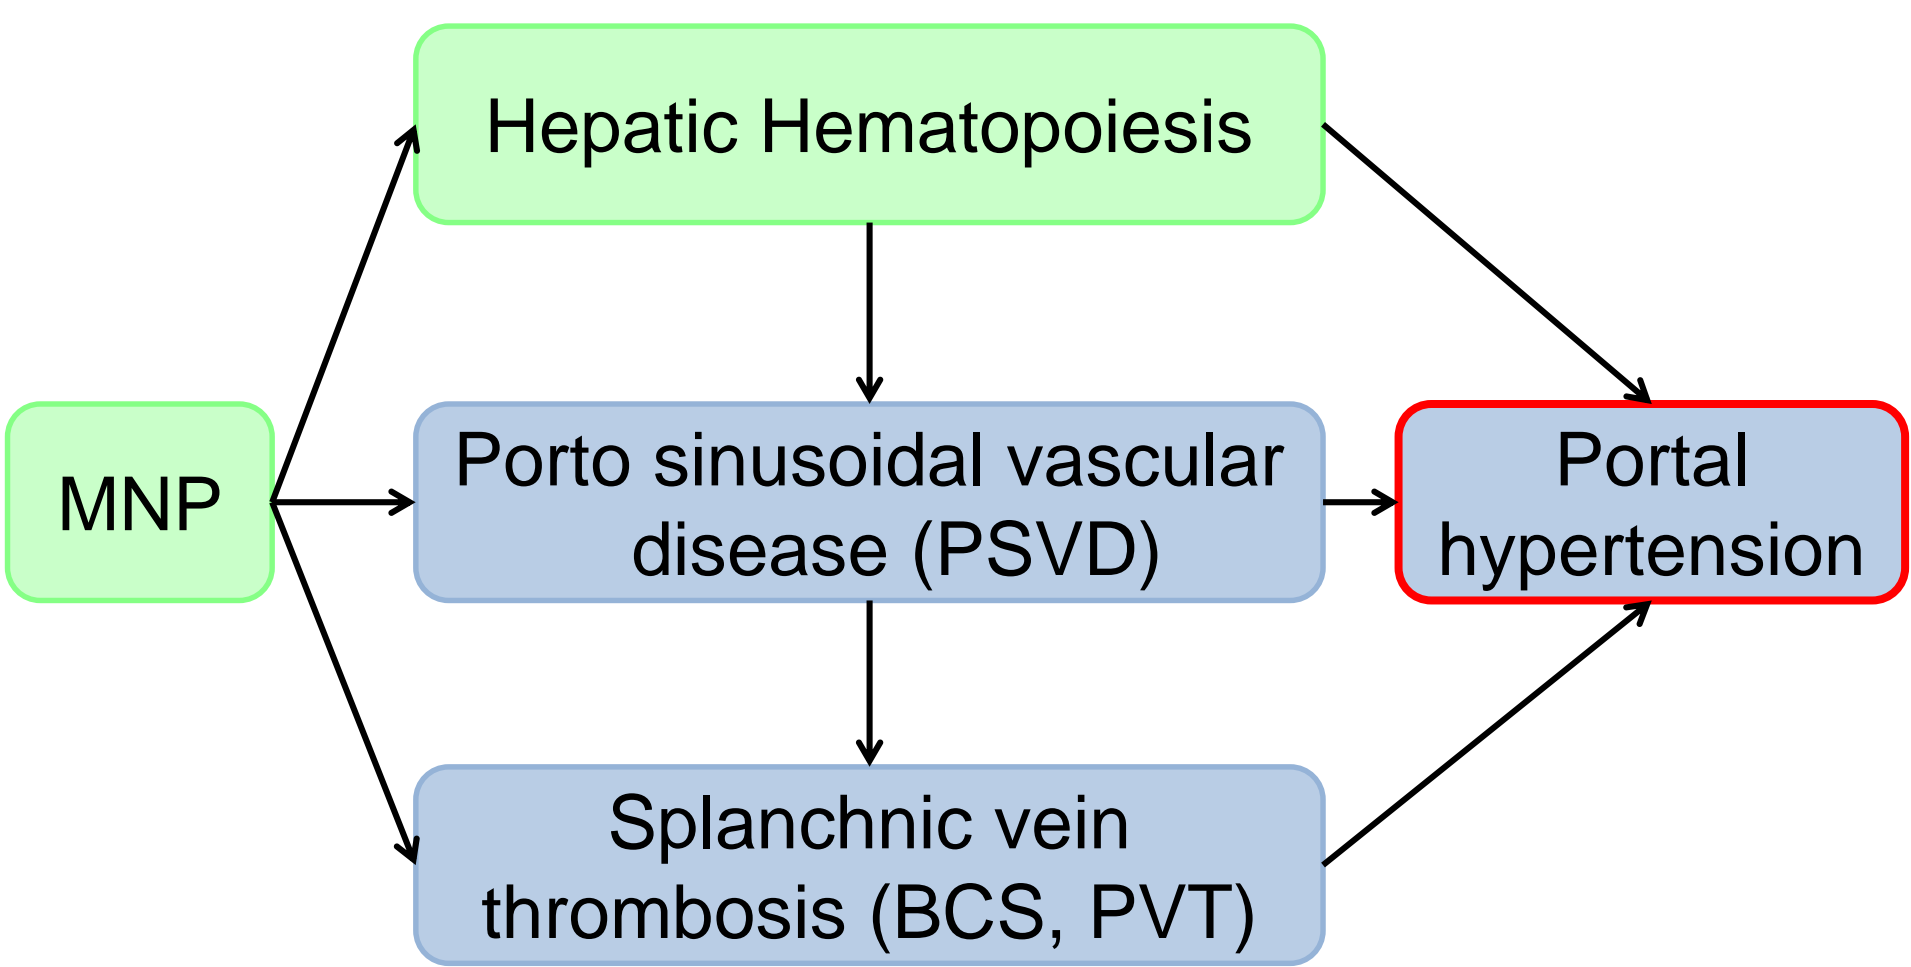 Hepatic Hematopoiesis
MNP
Porto sinusoidal vascular
disease (PSVD)
Portal
hypertension
Splanchnic vein
thrombosis (BCS, PVT)